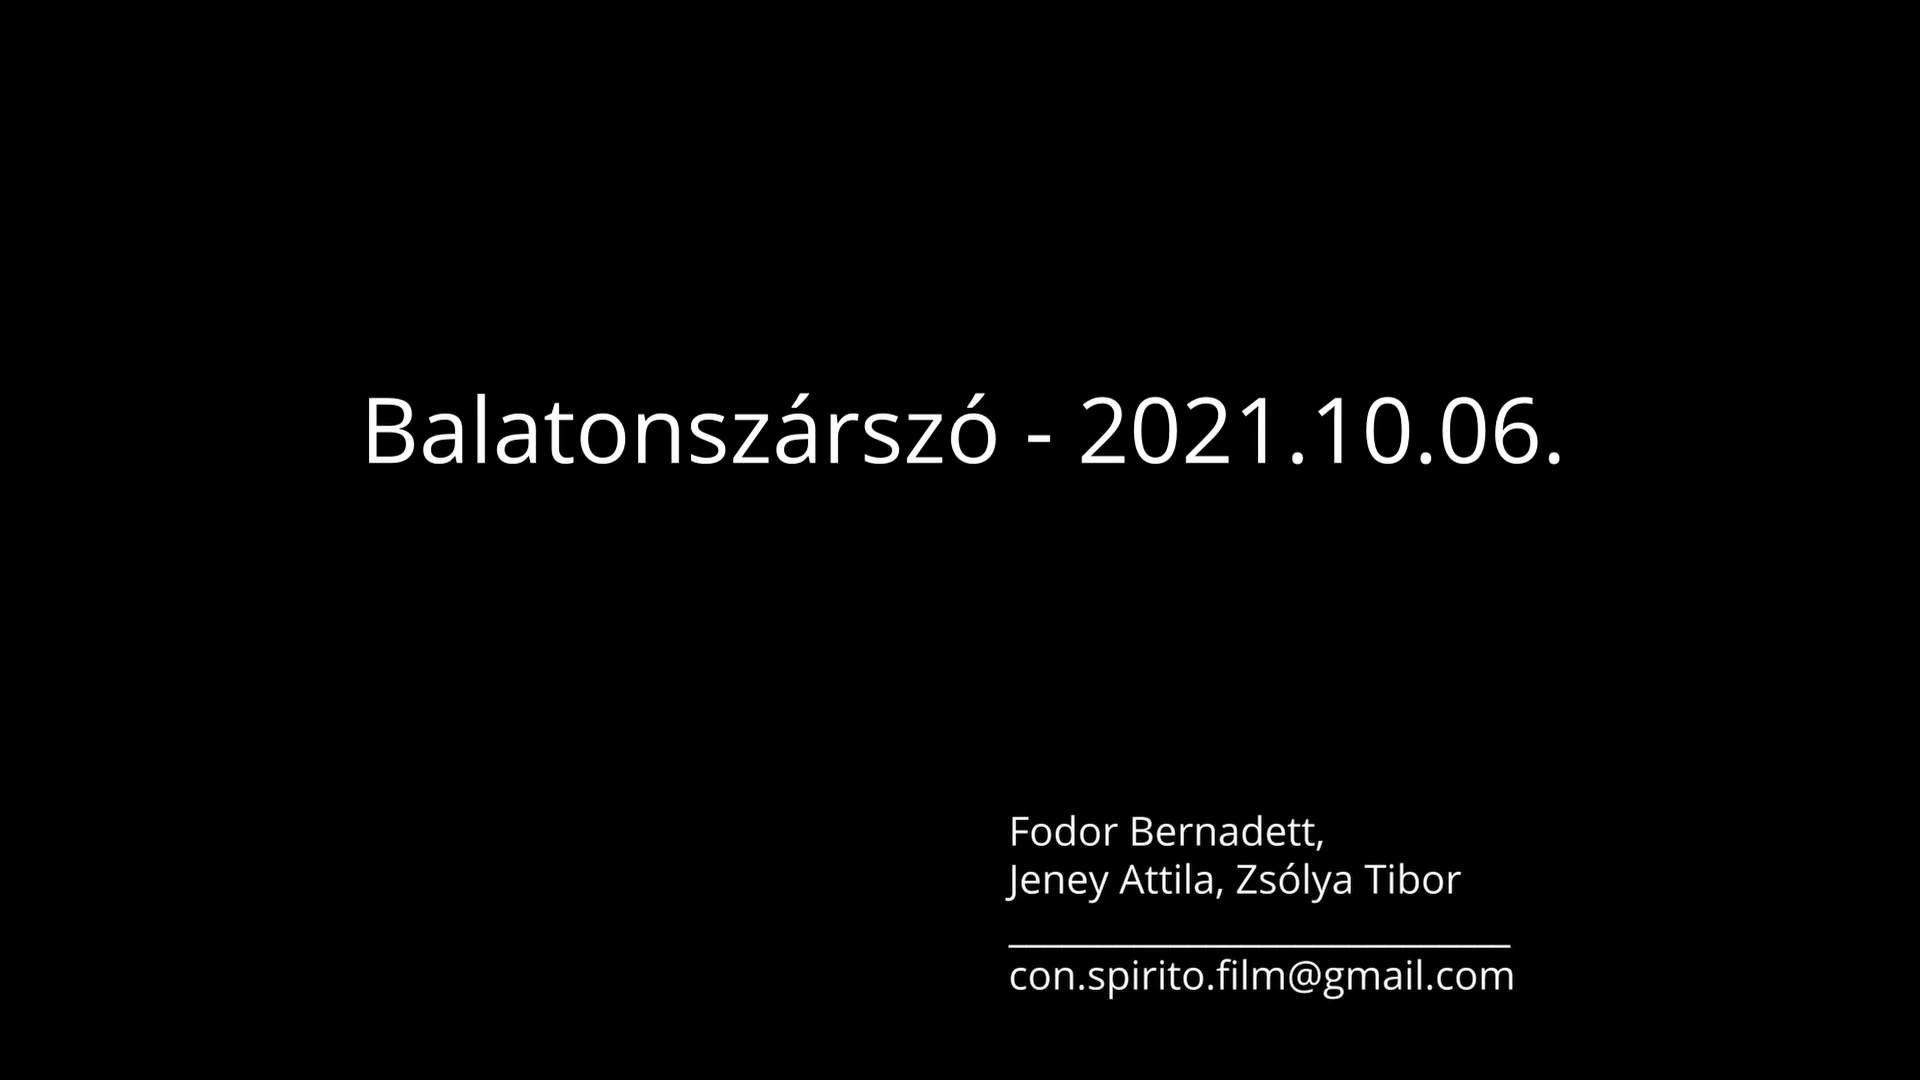 Balatonszárszó - 2021.10.06.
Fodor Bernadett,
Jeney Attila, Zsólya Tibor
con.spirito.film@gmail.com